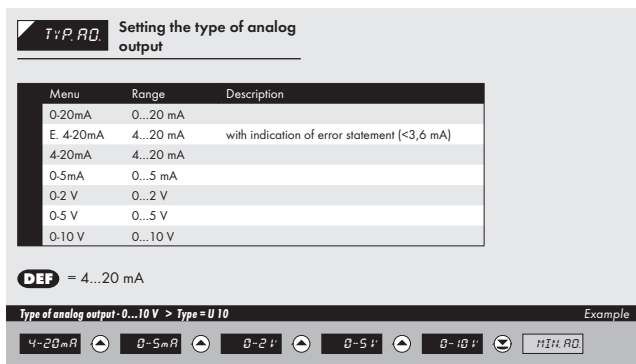 TYP. AO. Setting the type of analog
output
Menu Range Description
0-20mA 0...20 mA
E. 4-20mA 4...20 mA with indication of error statement (<3,6 mA)
4-20mA 4...20 mA
0-5mA 0...5 mA
0-2 V 0...2 V
0-5 V 0...5 V
0-10 V 0...10 V
DEF = 4...20 mA
Type of analog output - 0...10 V > Type = U 10 Example
4-20mA 0-5mA 0-2 V 0-5 V 0-10 V MIN. AO.